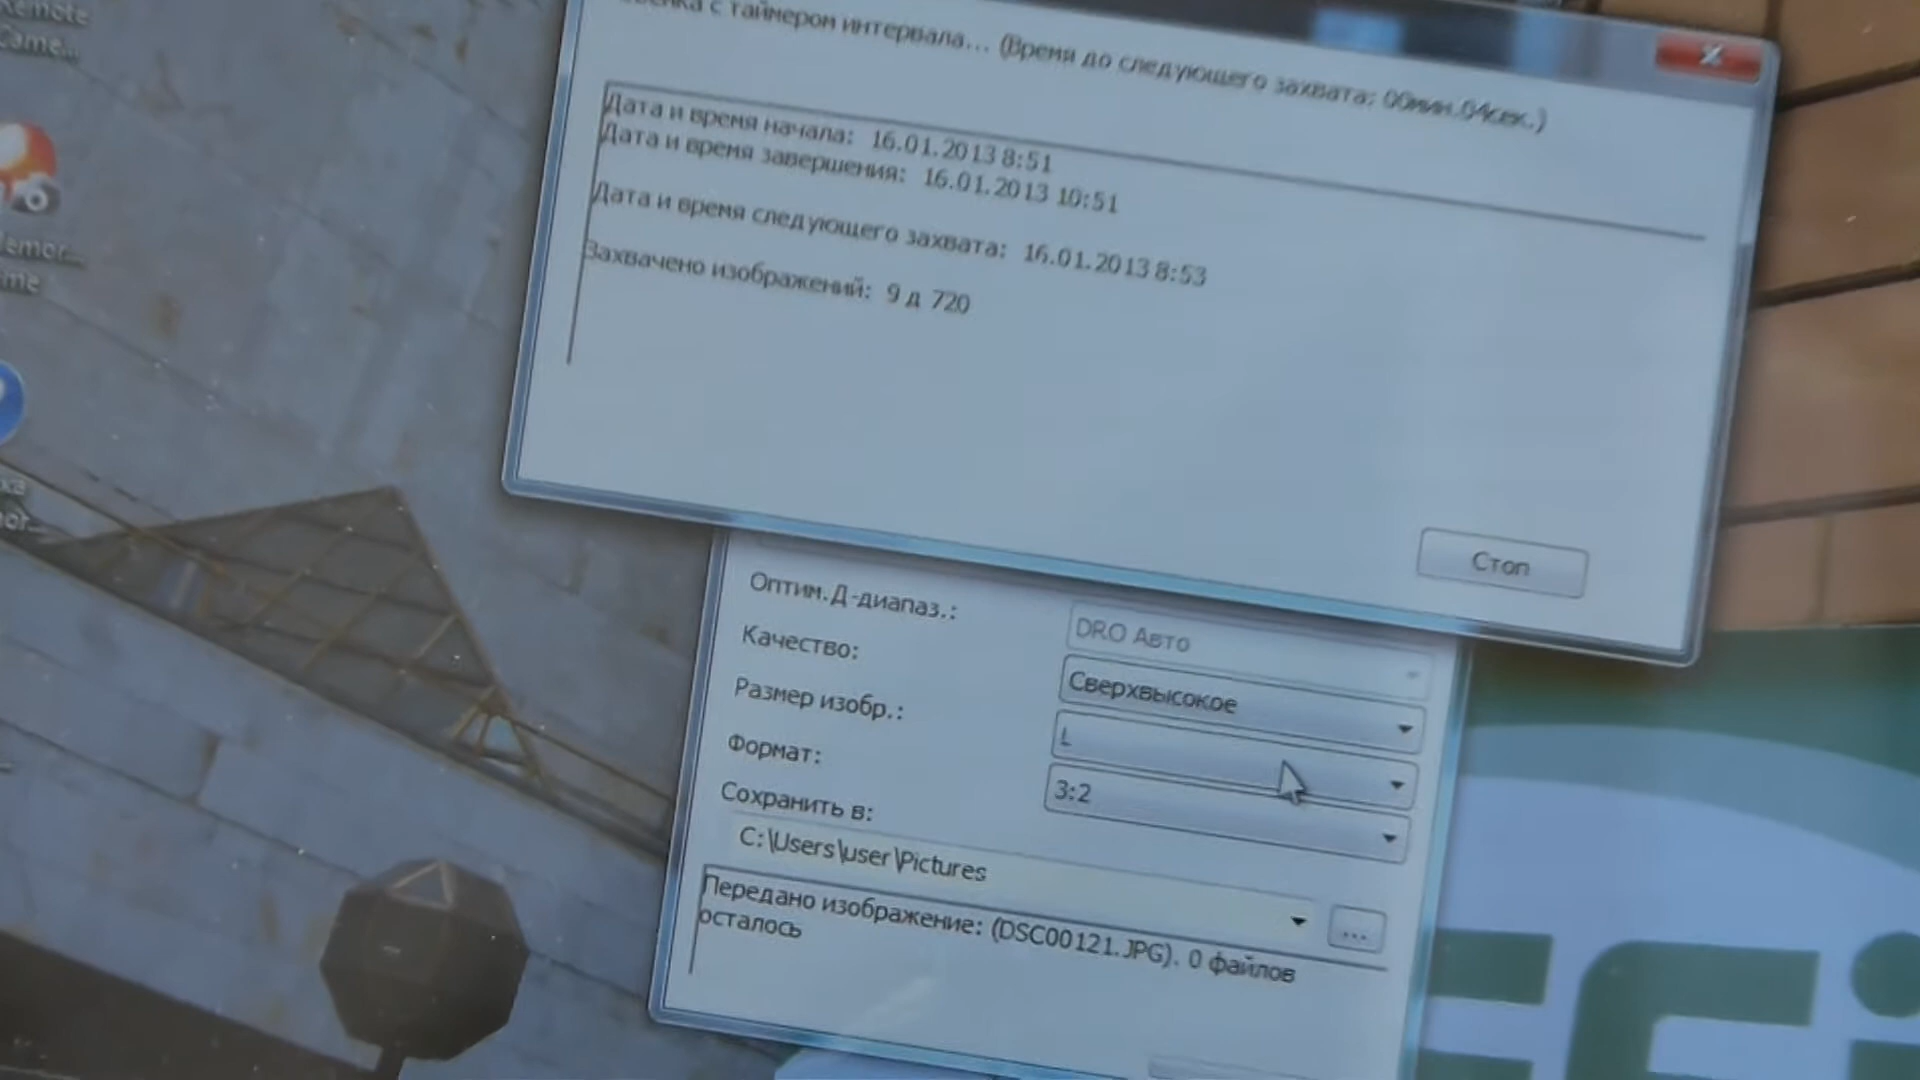 с таймером интервала... (Время до следующего захвата: 00мин.04сек.)
Дата и время начала: 16.01.2013 8:51
Дата и время завершения: 16.01.2013 10:51
Дата и время следующего захвата: 16.01.2013 8:53
Захвачено изображений: 9 д 720
Стоп
Оптим.Д-диапаз.:
DRO Авто
Качество:
Сверхвысокое
Размер изобр.:
L
Формат:
3:2
Сохранить в:
C:\Users\user\Pictures
...
Передано изображение: (DSC00121.JPG). 0 файлов
осталось
Remote
Came...